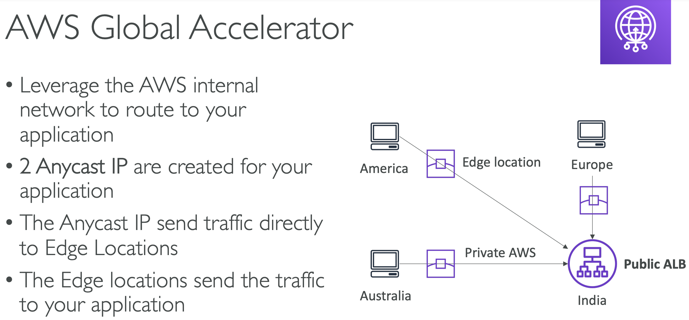 AWS Global Accelerator
• Leverage the AWS internal
network to route to your
application
• 2 Anycast IP are created for your
application
• The Anycast IP send traffic directly
to Edge Locations
• The Edge locations send the traffic
to your application
America
Edge location
Europe
Australia
Private AWS
Public ALB
India